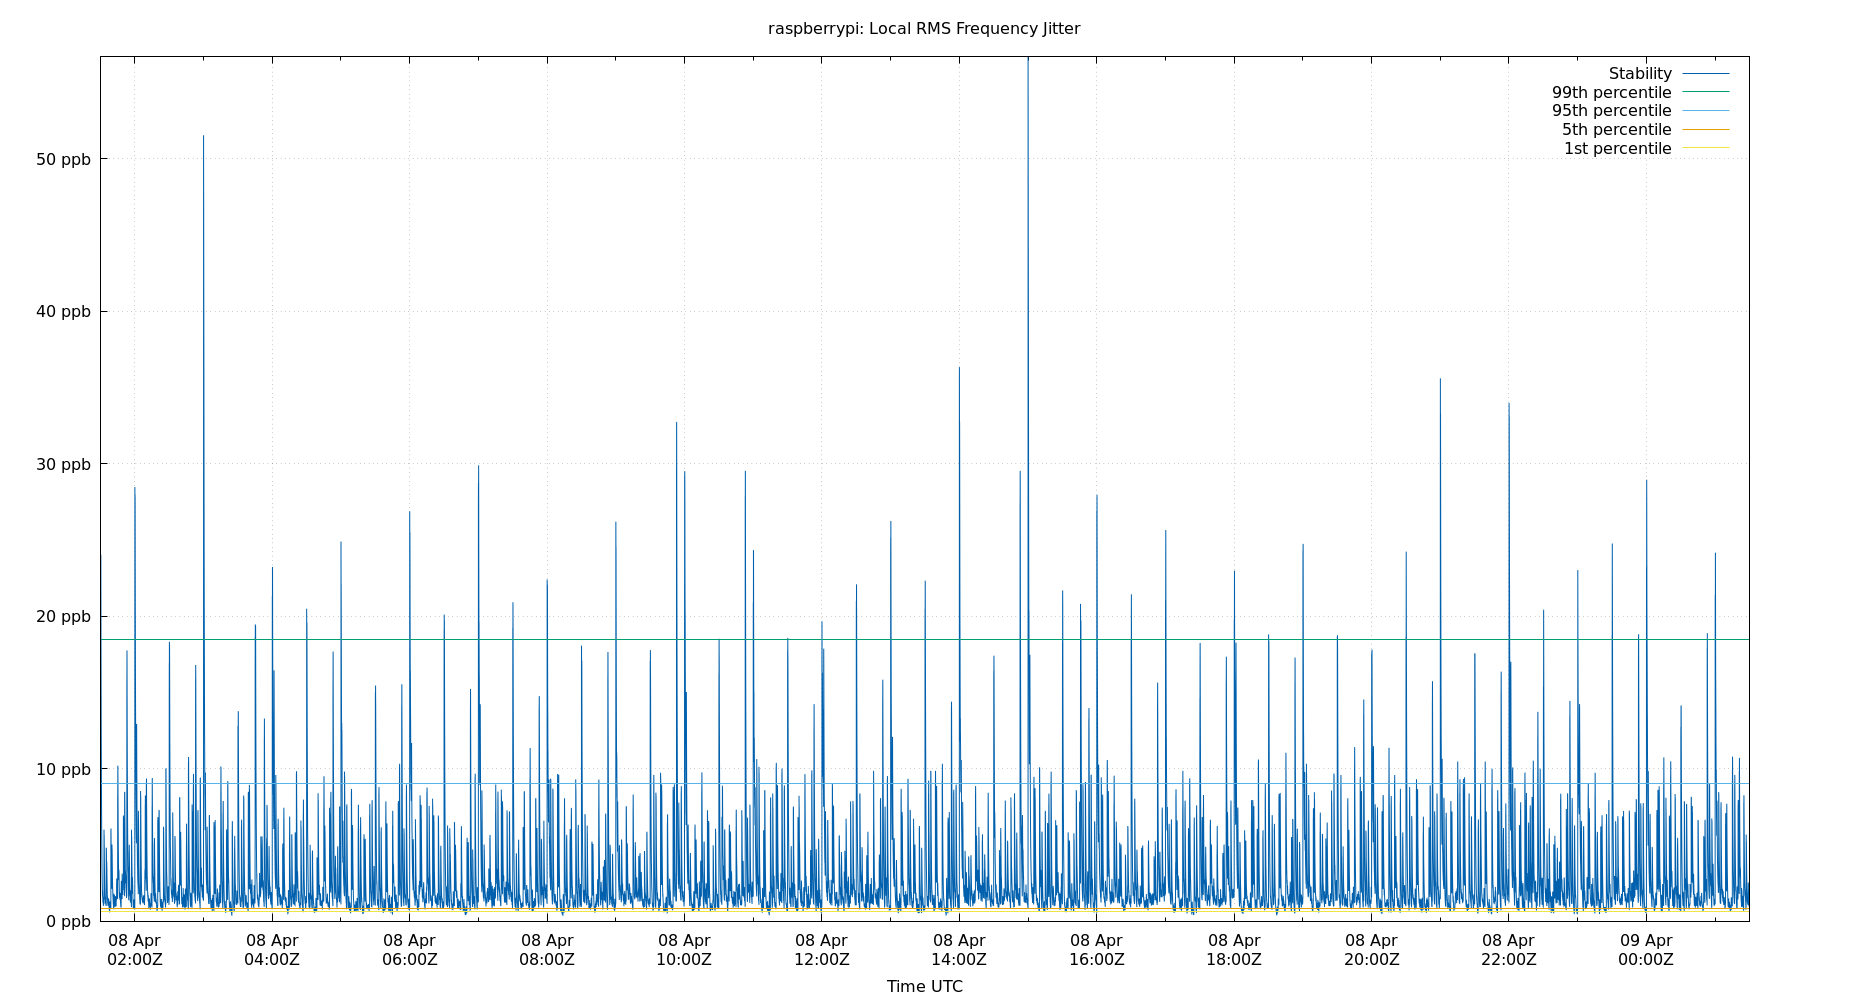 raspberrypi: Local RMS Frequency Jitter
Stability
99th percentile
95th percentile
5th percentile
1st percentile
50 ppb
40 ppb
30 ppb
20 ppb
10 ppb
0 ppb
08 Apr 08 Apr 08 Apr 08 Apr 08 Apr 08 Apr 08 Apr 08 Apr 08 Apr 08 Apr 08 Apr 09 Apr
02:00Z 04:00Z 06:00Z 08:00Z 10:00Z 12:00Z 14:00Z 16:00Z 18:00Z 20:00Z 22:00Z 00:00Z
Time UTC